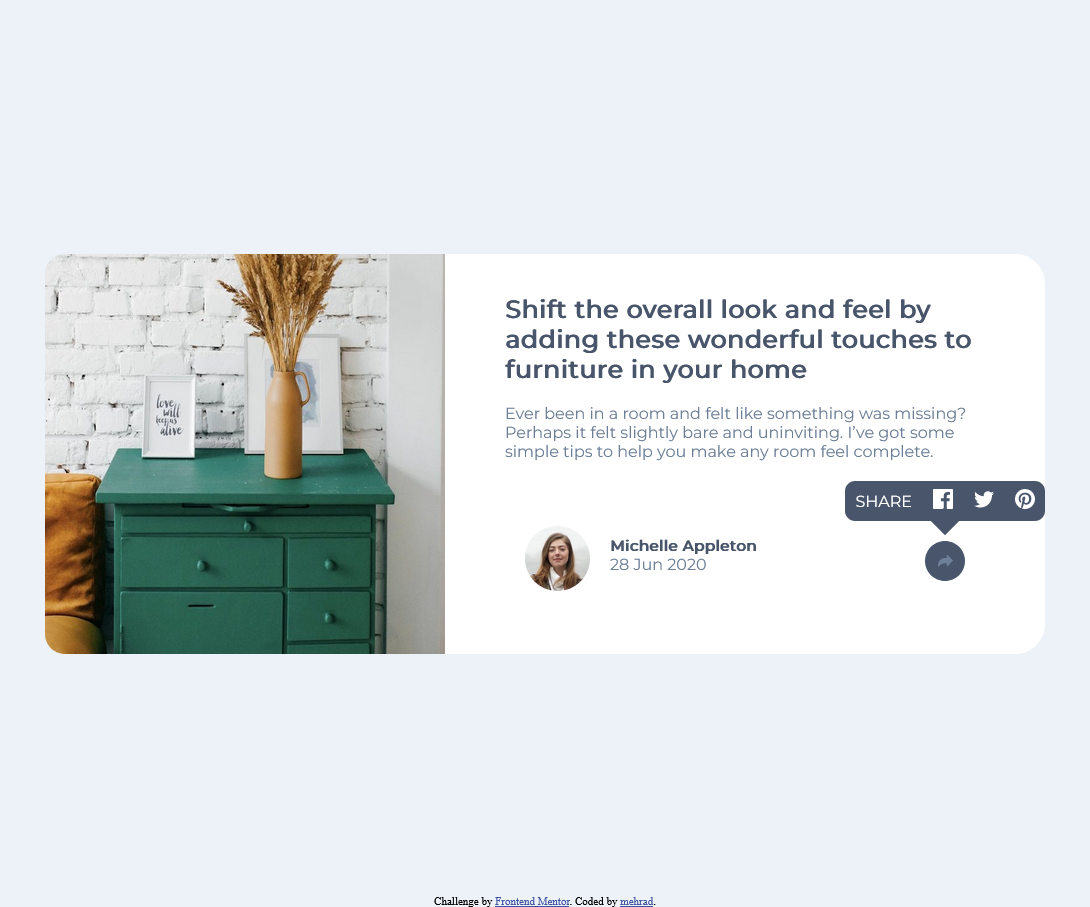 Shift the overall look and feel by
adding these wonderful touches to
furniture in your home
Ever been in a room and felt like something was missing?
Perhaps it felt slightly bare and uninviting. I’ve got some
simple tips to help you make any room feel complete.
SHARE
Michelle Appleton
28 Jun 2020
love
will
keep us
alive
Challenge by Frontend Mentor. Coded by mehrad.